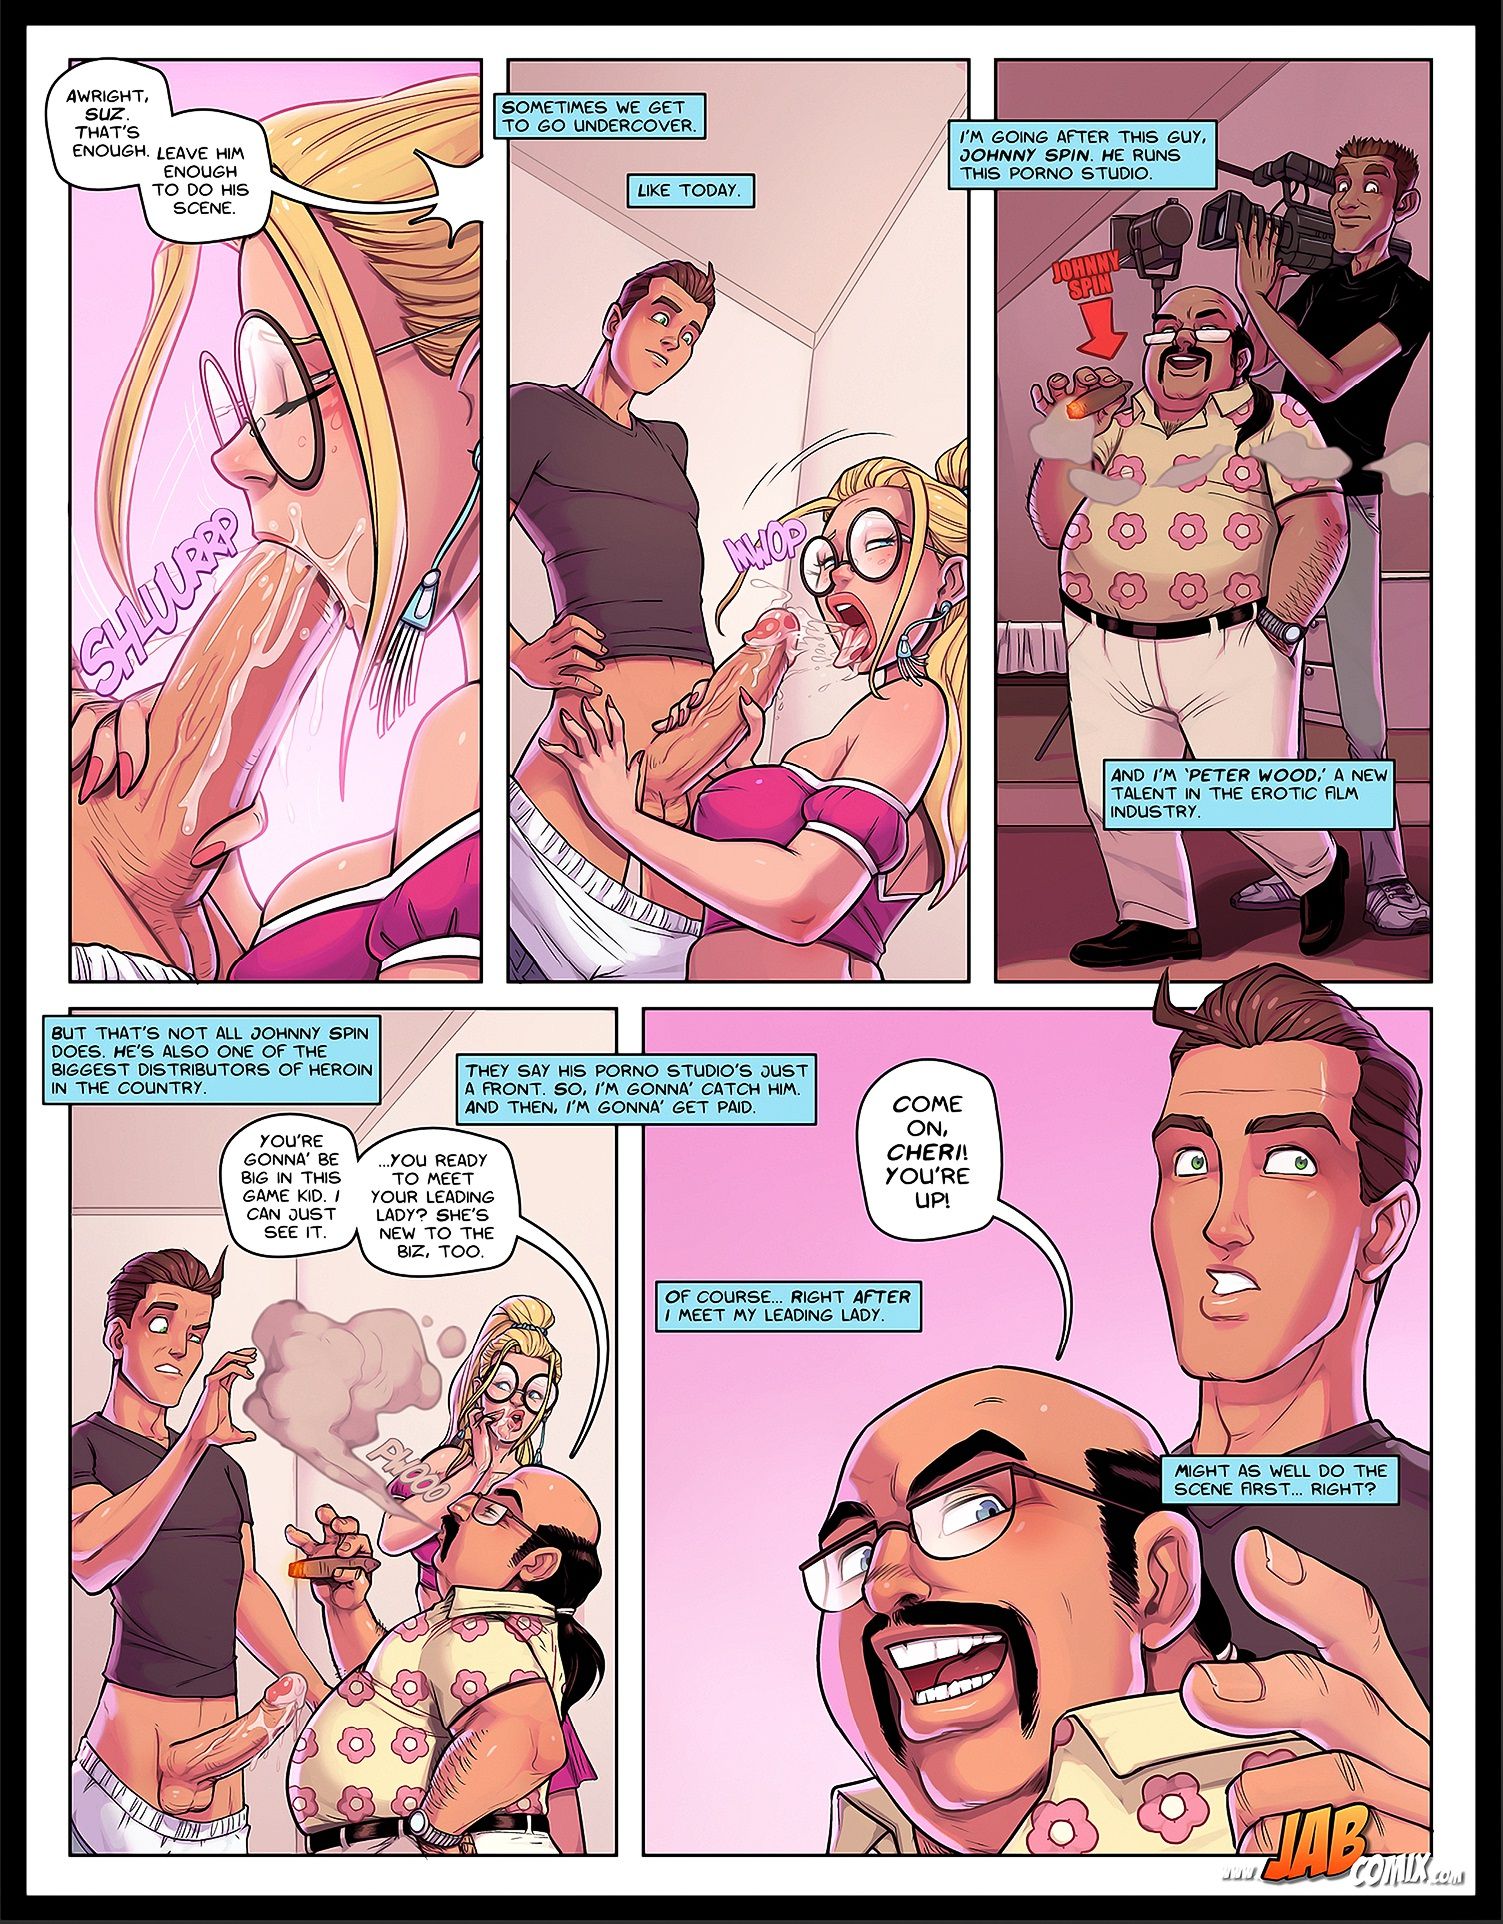 AWRIGHT,
SUZ.
THAT'S
ENOUGH.
LEAVE HIM
ENOUGH
TO DO HIS
SCENE.
SHLUURRP
SOMETIMES WE GET
TO GO UNDERCOVER.
LIKE TODAY.
MWOP
I'M GOING AFTER THIS GUY,
JOHNNY SPIN. HE RUNS
THIS PORNO STUDIO.
JOHNNY
SPIN
AND I'M 'PETER WOOD,' A NEW
TALENT IN THE EROTIC FILM
INDUSTRY.
BUT THAT'S NOT ALL JOHNNY SPIN
DOES. HE'S ALSO ONE OF THE
BIGGEST DISTRIBUTORS OF HEROIN
IN THE COUNTRY.
THEY SAY HIS PORNO STUDIO'S JUST
A FRONT. SO, I'M GONNA' CATCH HIM.
AND THEN, I'M GONNA' GET PAID.
YOU'RE
GONNA' BE
BIG IN THIS
GAME KID. I
CAN JUST
SEE IT.
...YOU READY
TO MEET
YOUR LEADING
LADY? SHE'S
NEW TO THE
BIZ, TOO.
PWOOO
COME
ON,
CHERI!
YOU'RE
UP!
OF COURSE... RIGHT AFTER
I MEET MY LEADING LADY.
MIGHT AS WELL DO THE
SCENE FIRST... RIGHT?
www.JABCOMIX.com